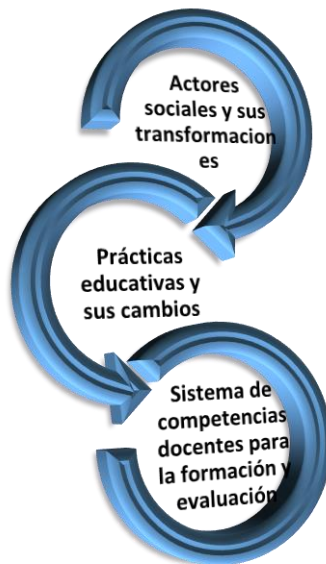 Actores
sociales y sus
transformacion
es
Prácticas
educativas y
sus cambios
Sistema de
competencias
docentes para
la formación y
evaluación